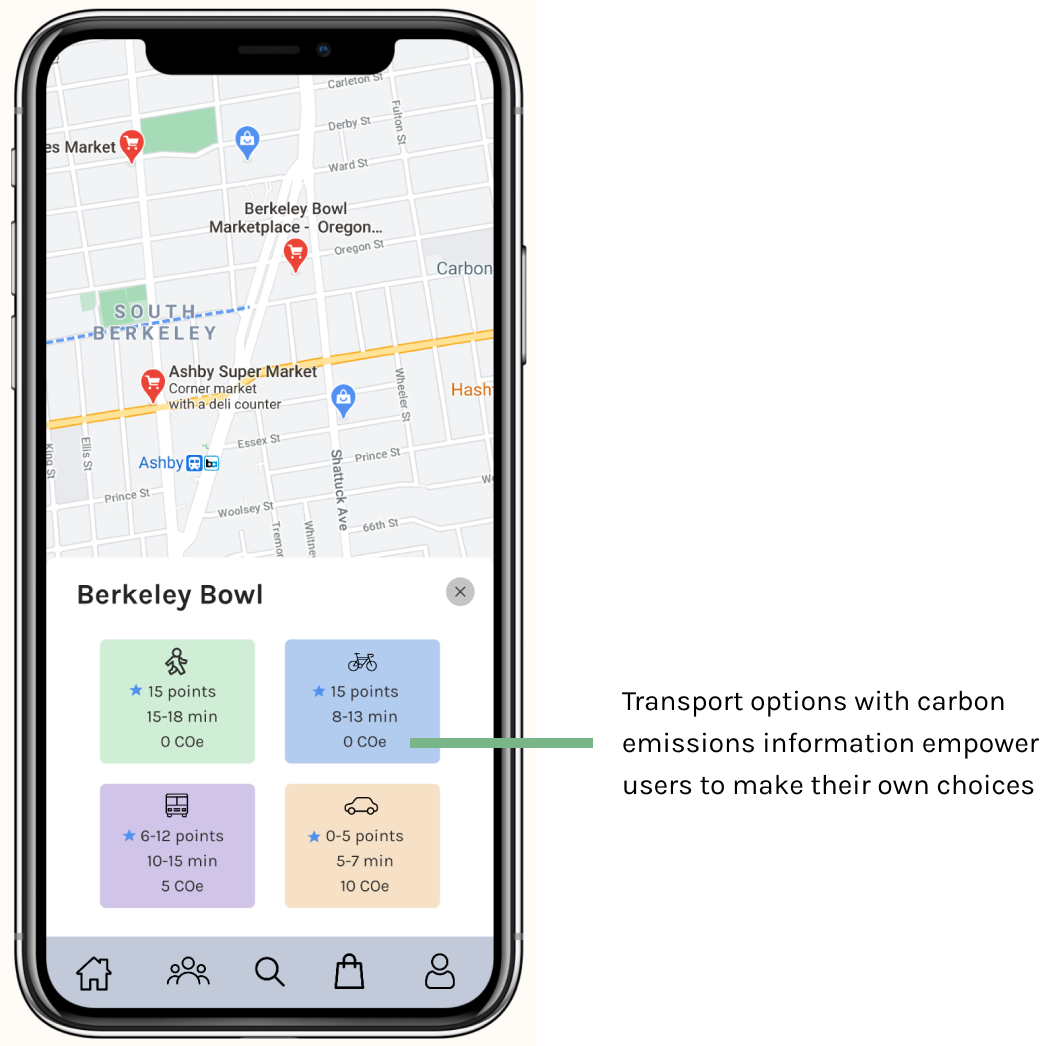 Carleton St
Fulton St
Derby St
es Market
Ward St
Berkeley Bowl
Marketplace - Oregon...
Oregon St
Carbon
SOUTH
BERKELEY
Ashby Super Market
Corner market
with a deli counter
Wheeler St
Hash
Essex St
Ellis St
King St
Ashby
Prince St
Shattuck Ave
Prince St
Woolsey St
66th St
Berkeley Bowl
15 points
15-18 min
0 COe
15 points
8-13 min
0 COe
6-12 points
10-15 min
5 COe
0-5 points
5-7 min
10 COe
Transport options with carbon
emissions information empower
users to make their own choices